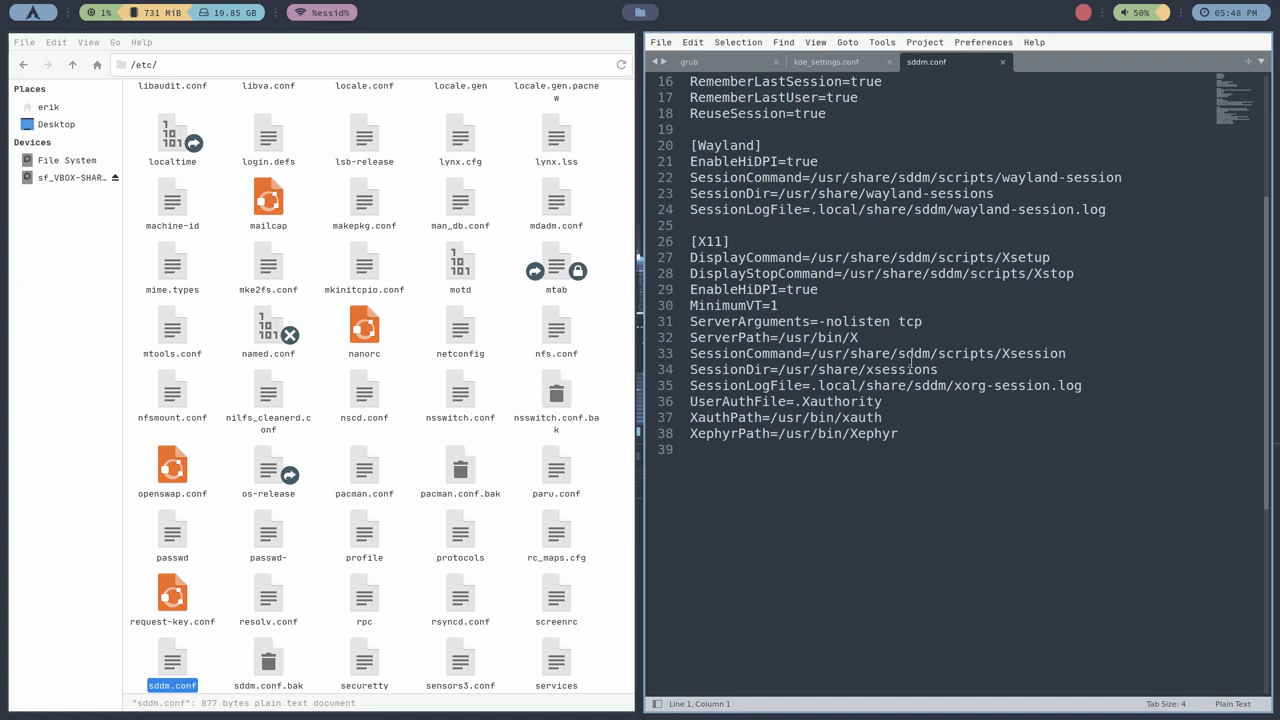 1%
731 MiB
19.85 GB
%essid%
50%
05:48 PM
File Edit View Go Help
/etc/
Places
erik
Desktop
Devices
File System
sf_VBOX-SHAR…
libaudit.conf
libva.conf
locale.conf
locale.gen
locale.gen.pacne
w
localtime
login.defs
lsb-release
lynx.cfg
lynx.lss
machine-id
mailcap
makepkg.conf
man_db.conf
mdadm.conf
mime.types
mke2fs.conf
mkinitcpio.conf
motd
mtab
mtools.conf
named.conf
nanorc
netconfig
nfs.conf
nfsmount.conf
nilfs_cleanerd.c
onf
nscd.conf
nsswitch.conf
nsswitch.conf.ba
k
openswap.conf
os-release
pacman.conf
pacman.conf.bak
paru.conf
passwd
passwd-
profile
protocols
rc_maps.cfg
request-key.conf
resolv.conf
rpc
rsyncd.conf
screenrc
sddm.conf
sddm.conf.bak
securetty
sensors3.conf
services
"sddm.conf": 877 bytes plain text document
File Edit Selection Find View Goto Tools Project Preferences Help
grub
kde_settings.conf
sddm.conf
16 RememberLastSession=true
17 RememberLastUser=true
18 ReuseSession=true
19
20 [Wayland]
21 EnableHiDPI=true
22 SessionCommand=/usr/share/sddm/scripts/wayland-session
23 SessionDir=/usr/share/wayland-sessions
24 SessionLogFile=.local/share/sddm/wayland-session.log
25
26 [X11]
27 DisplayCommand=/usr/share/sddm/scripts/Xsetup
28 DisplayStopCommand=/usr/share/sddm/scripts/Xstop
29 EnableHiDPI=true
30 MinimumVT=1
31 ServerArguments=-nolisten tcp
32 ServerPath=/usr/bin/X
33 SessionCommand=/usr/share/sddm/scripts/Xsession
34 SessionDir=/usr/share/xsessions
35 SessionLogFile=.local/share/sddm/xorg-session.log
36 UserAuthFile=.Xauthority
37 XauthPath=/usr/bin/xauth
38 XephyrPath=/usr/bin/Xephyr
39
Line 1, Column 1
Tab Size: 4
Plain Text